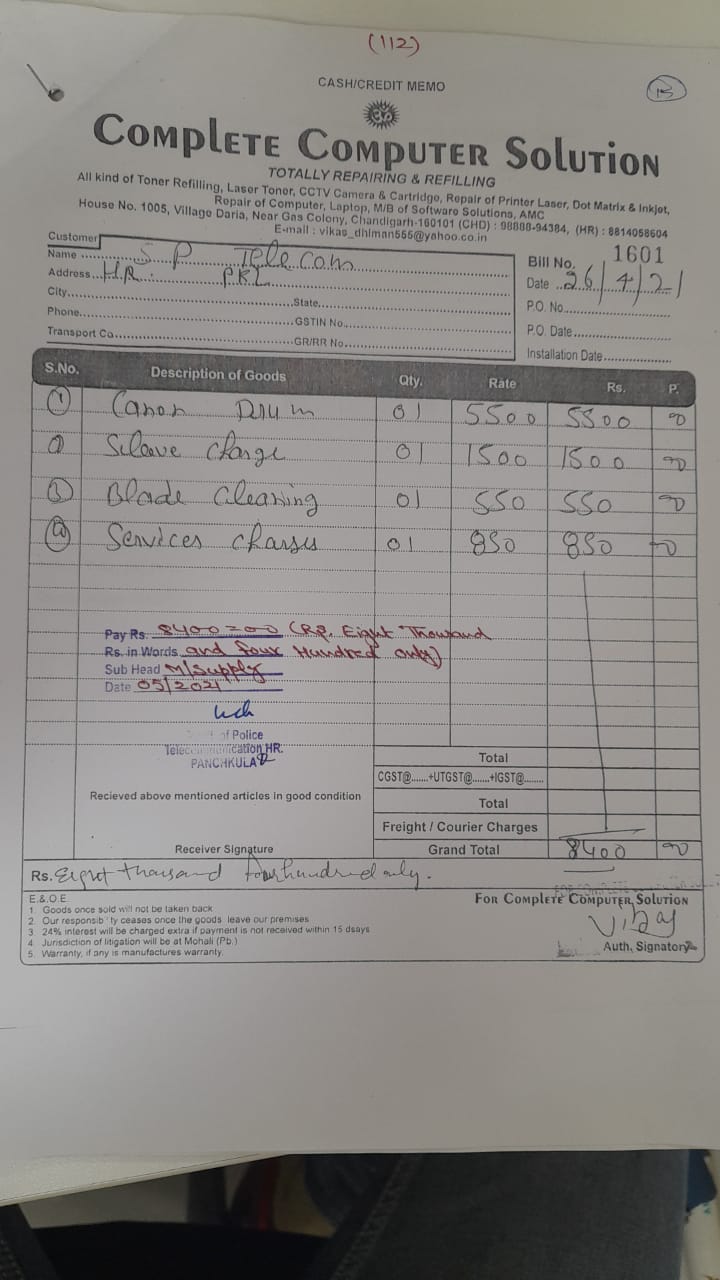 (112)
CASH/CREDIT MEMO
15
ॐ
COMPLETE COMPUTER SOLUTION
TOTALLY REPAIRING & REFILLING
All kind of Toner Refilling, Laser Toner, CCTV Camera & Cartridge, Repair of Printer Laser, Dot Matrix & Inkjet,
Repair of Computer, Laptop, M/B of Software Solutions, AMC
House No. 1005, Village Daria, Near Gas Colony, Chandigarh-160101 (CHD) : 98888-94384, (HR) : 8814058604
E-mail : vikas_dhiman555@yahoo.co.in
Customer
Name S P Telecom
Address HR. PKL
City State
Phone GSTIN No.
Transport Co. GR/RR No.
Bill No. 1601
Date 26/4/21
P.O. No.
P.O. Date
Installation Date
S.No. Description of Goods Qty. Rate Rs. P.
1 Canon Drum 01 5500 5500 00
2 Sleave charge 01 1500 1500 00
3 Blade Cleaning 01 550 550 00
4 Services charges 01 850 850 00
Pay Rs. 8400=00 (Rs. Eight Thousand
Rs. in Words and four Hundred only)
Sub Head M/Supply
Date 05/2021
of Police
Telecommunication HR.
PANCHKULA
Total
CGST@.......+UTGST@.......+IGST@........
Recieved above mentioned articles in good condition
Total
Freight / Courier Charges
Receiver Signature
Grand Total 8400 00
Rs. Eight thousand four hundred only.
E.&.O.E.
1. Goods once sold will not be taken back
2. Our responsibility ceases once the goods leave our premises
3. 24% interest will be charged extra if payment is not received within 15 dsays
4. Jurisdiction of litigation will be at Mohali (Pb.)
5. Warranty, if any is manufactures warranty.
FOR COMPLETE COMPUTER SOLUTION
Auth. Signatory